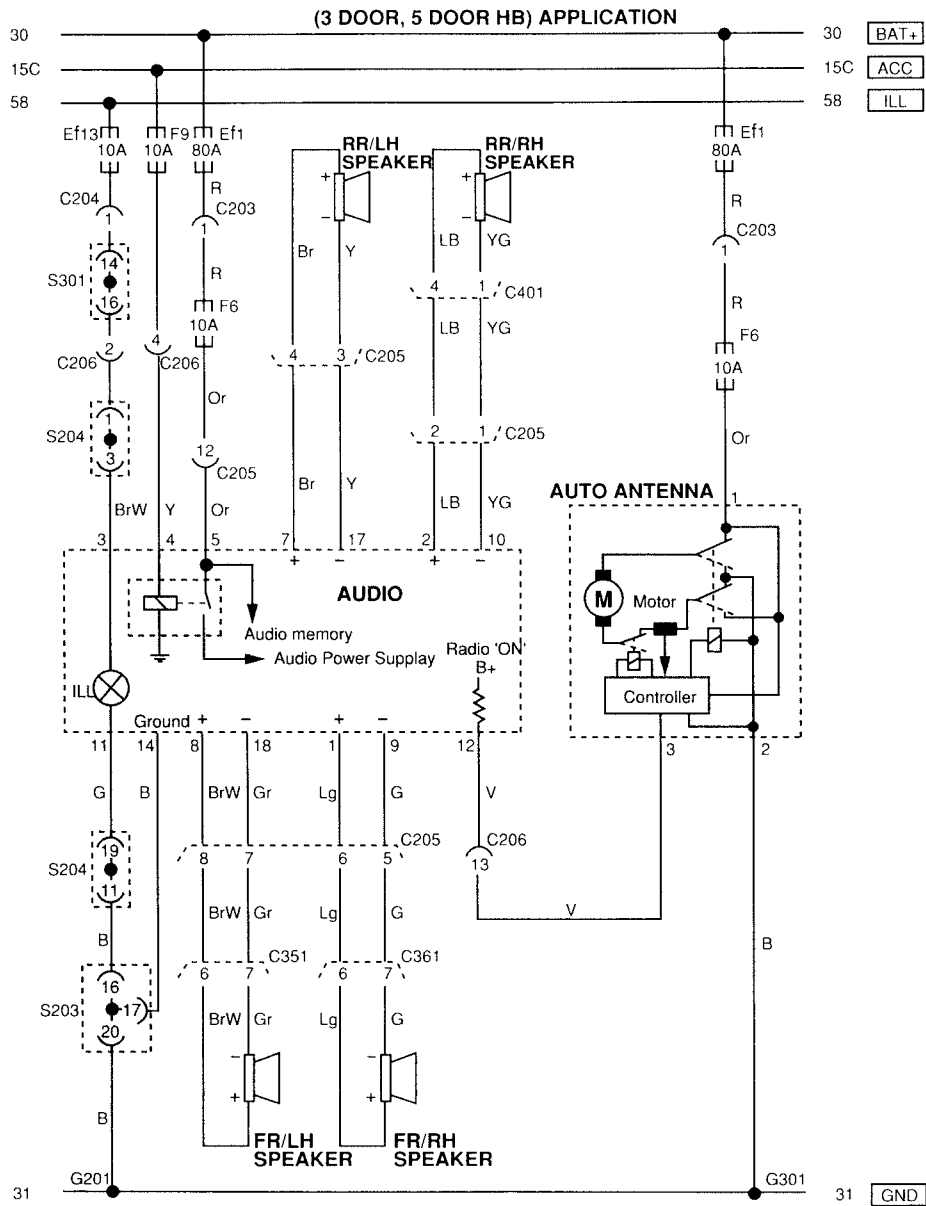 (3 DOOR, 5 DOOR HB) APPLICATION
30 30 BAT+
15C 15C ACC
58 58 ILL
Ef13 F9 Ef1 Ef1
10A 10A 80A 80A
RR/LH SPEAKER
RR/RH SPEAKER
+ +
− −
R R
C204 C203 C203
1 1 1
Br Y LB YG
14
S301
16
R R
4 1 C401
F6 F6
10A 10A
LB YG
2 4
C206 C206
4 3 C205
Or Or
1
S204
3
12
C205
2 1 C205
BrW Y Or Br Y LB YG
AUTO ANTENNA 1
3 4 5 7 17 2 10
+ − + −
AUDIO
M Motor
Audio memory
Audio Power Supplay
Radio 'ON'
B+
ILL
Controller
Ground + − + −
11 14 8 18 1 9 12 3 2
G B BrW Gr Lg G V
C205 C206
19
S204
11
8 7 6 5
13
BrW Gr Lg G V
B B
C351 C361
6 7 6 7
16
S203 17
20
BrW Gr Lg G
− −
+ +
B
FR/LH SPEAKER
FR/RH SPEAKER
G201 G301
31 31 GND